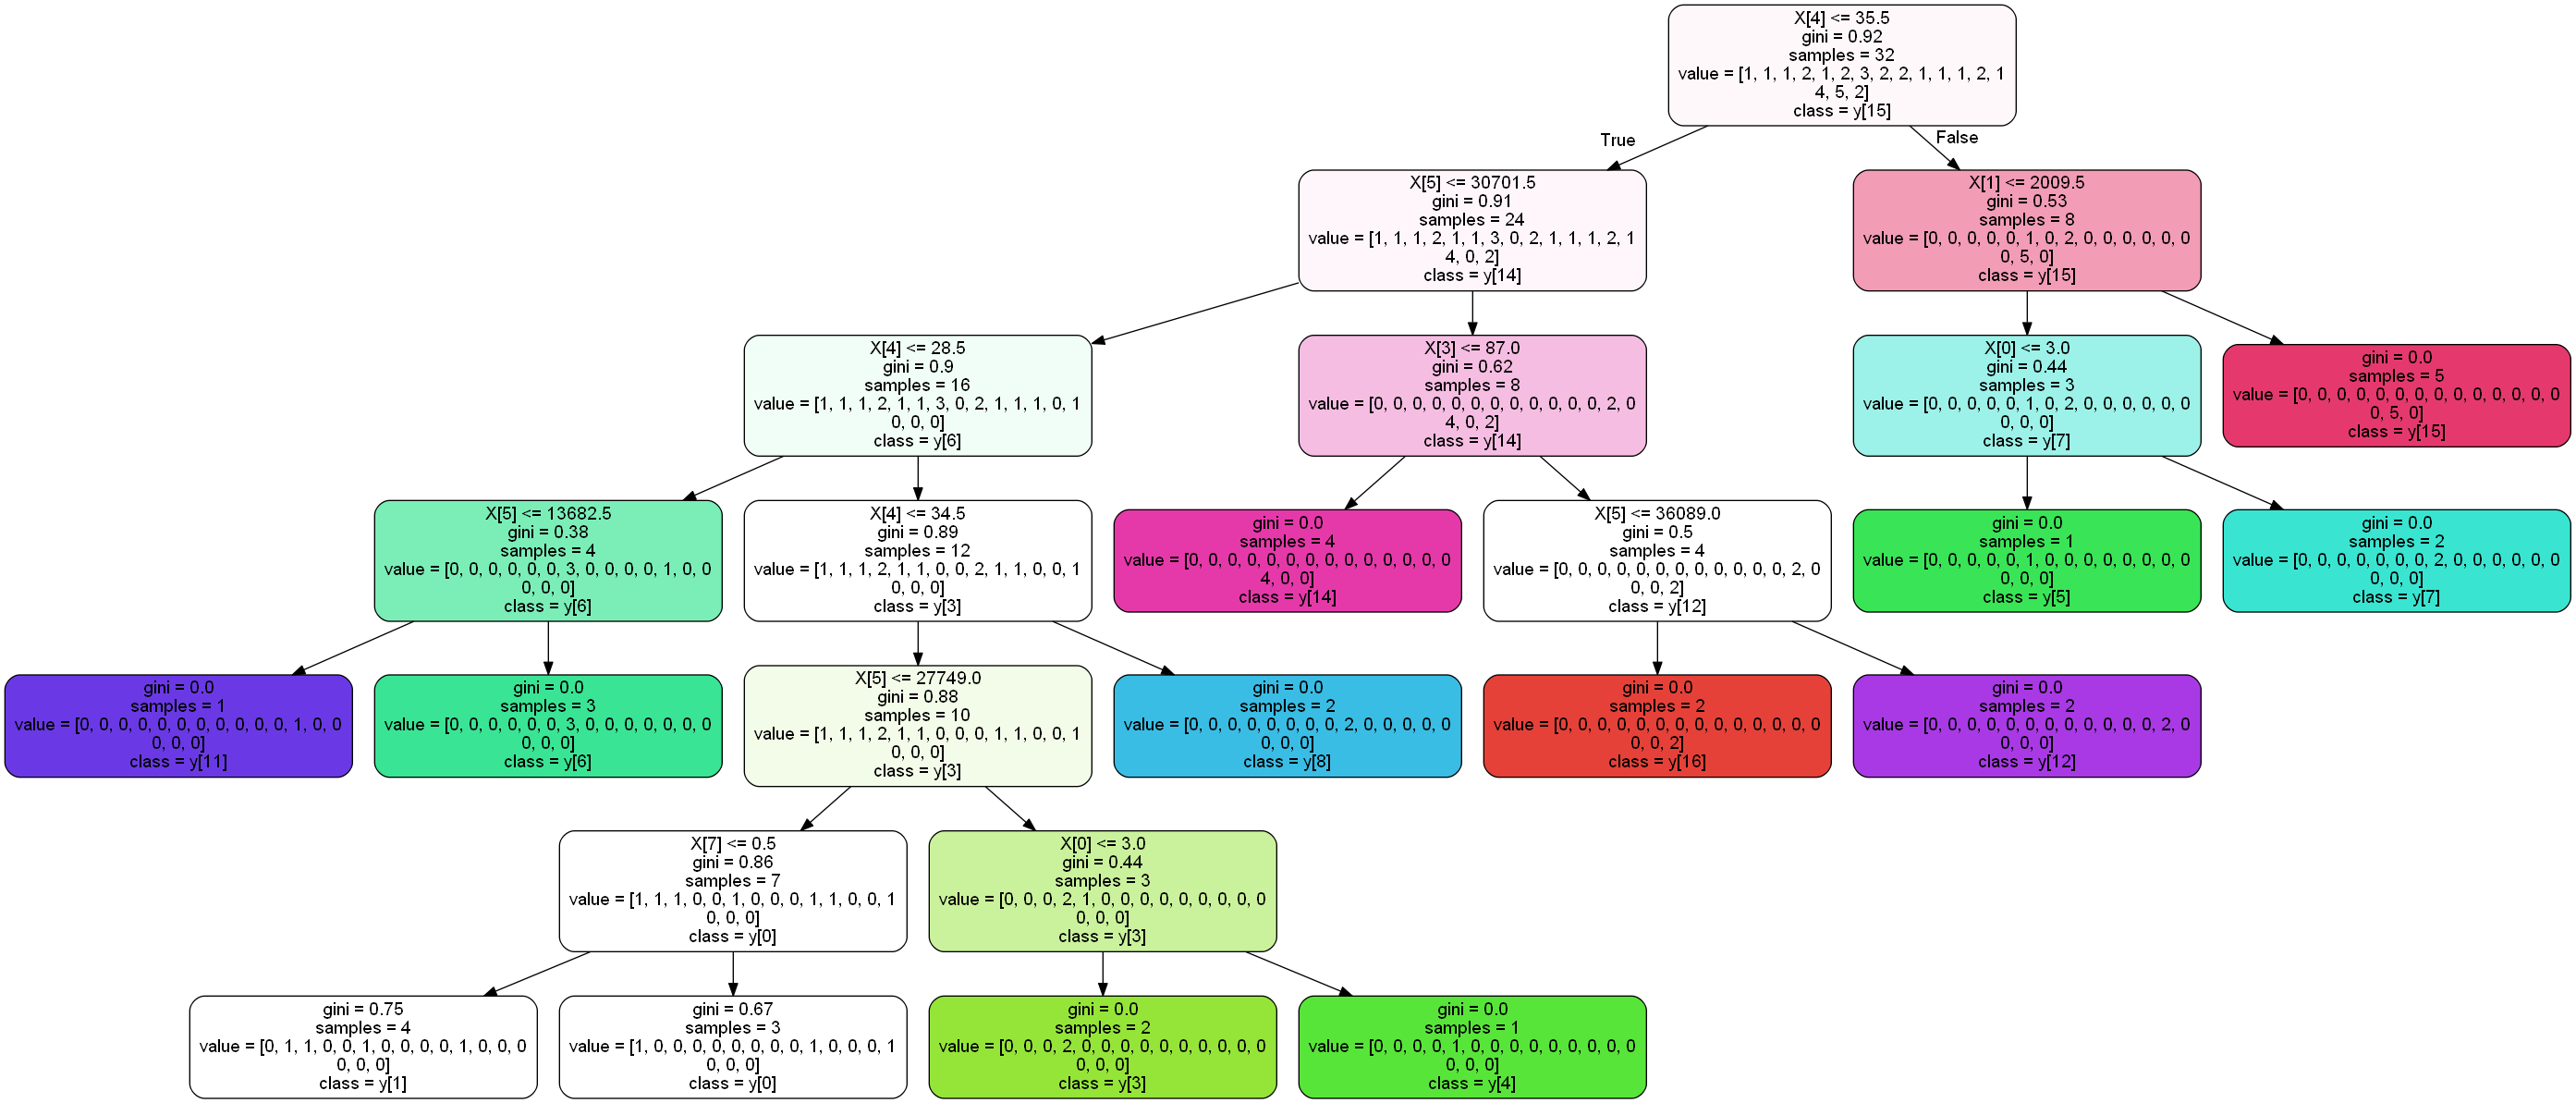 X[4] <= 35.5
gini = 0.92
samples = 32
value = [1, 1, 1, 2, 1, 2, 3, 2, 2, 1, 1, 1, 2, 1
4, 5, 2]
class = y[15]
True
False
X[5] <= 30701.5
gini = 0.91
samples = 24
value = [1, 1, 1, 2, 1, 1, 3, 0, 2, 1, 1, 1, 2, 1
4, 0, 2]
class = y[14]
X[1] <= 2009.5
gini = 0.53
samples = 8
value = [0, 0, 0, 0, 0, 1, 0, 2, 0, 0, 0, 0, 0, 0
0, 5, 0]
class = y[15]
X[4] <= 28.5
gini = 0.9
samples = 16
value = [1, 1, 1, 2, 1, 1, 3, 0, 2, 1, 1, 1, 0, 1
0, 0, 0]
class = y[6]
X[3] <= 87.0
gini = 0.62
samples = 8
value = [0, 0, 0, 0, 0, 0, 0, 0, 0, 0, 0, 0, 2, 0
4, 0, 2]
class = y[14]
X[0] <= 3.0
gini = 0.44
samples = 3
value = [0, 0, 0, 0, 0, 1, 0, 2, 0, 0, 0, 0, 0, 0
0, 0, 0]
class = y[7]
gini = 0.0
samples = 5
value = [0, 0, 0, 0, 0, 0, 0, 0, 0, 0, 0, 0, 0, 0
0, 5, 0]
class = y[15]
X[5] <= 13682.5
gini = 0.38
samples = 4
value = [0, 0, 0, 0, 0, 0, 3, 0, 0, 0, 0, 1, 0, 0
0, 0, 0]
class = y[6]
X[4] <= 34.5
gini = 0.89
samples = 12
value = [1, 1, 1, 2, 1, 1, 0, 0, 2, 1, 1, 0, 0, 1
0, 0, 0]
class = y[3]
gini = 0.0
samples = 4
value = [0, 0, 0, 0, 0, 0, 0, 0, 0, 0, 0, 0, 0, 0
4, 0, 0]
class = y[14]
X[5] <= 36089.0
gini = 0.5
samples = 4
value = [0, 0, 0, 0, 0, 0, 0, 0, 0, 0, 0, 0, 2, 0
0, 0, 2]
class = y[12]
gini = 0.0
samples = 1
value = [0, 0, 0, 0, 0, 1, 0, 0, 0, 0, 0, 0, 0, 0
0, 0, 0]
class = y[5]
gini = 0.0
samples = 2
value = [0, 0, 0, 0, 0, 0, 0, 2, 0, 0, 0, 0, 0, 0
0, 0, 0]
class = y[7]
gini = 0.0
samples = 1
value = [0, 0, 0, 0, 0, 0, 0, 0, 0, 0, 0, 1, 0, 0
0, 0, 0]
class = y[11]
gini = 0.0
samples = 3
value = [0, 0, 0, 0, 0, 0, 3, 0, 0, 0, 0, 0, 0, 0
0, 0, 0]
class = y[6]
X[5] <= 27749.0
gini = 0.88
samples = 10
value = [1, 1, 1, 2, 1, 1, 0, 0, 0, 1, 1, 0, 0, 1
0, 0, 0]
class = y[3]
gini = 0.0
samples = 2
value = [0, 0, 0, 0, 0, 0, 0, 0, 2, 0, 0, 0, 0, 0
0, 0, 0]
class = y[8]
gini = 0.0
samples = 2
value = [0, 0, 0, 0, 0, 0, 0, 0, 0, 0, 0, 0, 0, 0
0, 0, 2]
class = y[16]
gini = 0.0
samples = 2
value = [0, 0, 0, 0, 0, 0, 0, 0, 0, 0, 0, 0, 2, 0
0, 0, 0]
class = y[12]
X[7] <= 0.5
gini = 0.86
samples = 7
value = [1, 1, 1, 0, 0, 1, 0, 0, 0, 1, 1, 0, 0, 1
0, 0, 0]
class = y[0]
X[0] <= 3.0
gini = 0.44
samples = 3
value = [0, 0, 0, 2, 1, 0, 0, 0, 0, 0, 0, 0, 0, 0
0, 0, 0]
class = y[3]
gini = 0.75
samples = 4
value = [0, 1, 1, 0, 0, 1, 0, 0, 0, 0, 1, 0, 0, 0
0, 0, 0]
class = y[1]
gini = 0.67
samples = 3
value = [1, 0, 0, 0, 0, 0, 0, 0, 0, 1, 0, 0, 0, 1
0, 0, 0]
class = y[0]
gini = 0.0
samples = 2
value = [0, 0, 0, 2, 0, 0, 0, 0, 0, 0, 0, 0, 0, 0
0, 0, 0]
class = y[3]
gini = 0.0
samples = 1
value = [0, 0, 0, 0, 1, 0, 0, 0, 0, 0, 0, 0, 0, 0
0, 0, 0]
class = y[4]